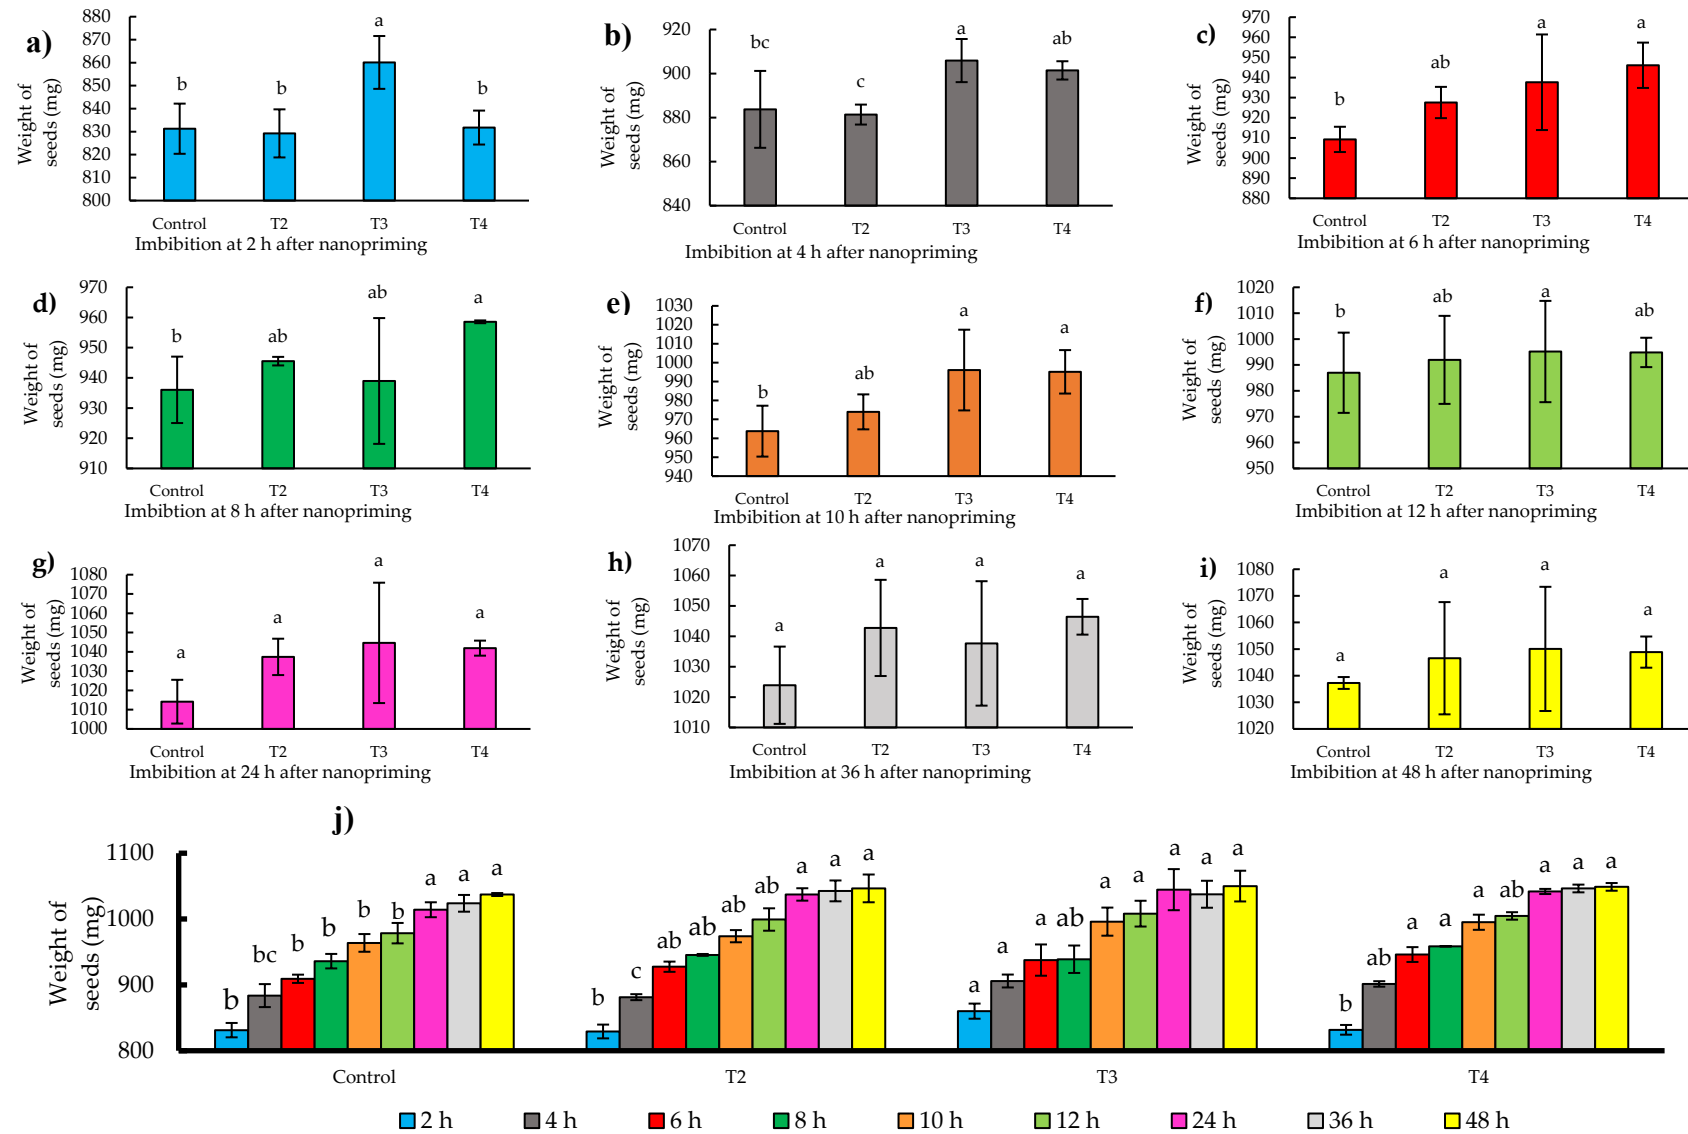 a)
Weight of
seeds (mg)
880
870
860
850
840
830
820
810
800
b
b
a
b
Control T2 T3 T4
Imbibition at 2 h after nanopriming
b)
Weight of
seeds (mg)
920
900
880
860
840
bc
c
a
ab
Control T2 T3 T4
Imbibition at 4 h after nanopriming
c)
Weight of
seeds (mg)
970
960
950
940
930
920
910
900
890
880
b
ab
a
a
Control T2 T3 T4
Imbibition at 6 h after nanopriming
d)
Weight of
seeds (mg)
970
960
950
940
930
920
910
b
ab
ab
a
Control T2 T3 T4
Imbibtion at 8 h after nanopriming
e)
Weight of
seeds (mg)
1030
1020
1010
1000
990
980
970
960
950
940
b
ab
a
a
Control T2 T3 T4
Imbibition at 10 h after nanopriming
f)
Weight of
seeds (mg)
1020
1010
1000
990
980
970
960
950
b
ab
a
ab
Control T2 T3 T4
Imbibition at 12 h after nanopriming
g)
Weight of
seeds (mg)
1080
1070
1060
1050
1040
1030
1020
1010
1000
a
a
a
a
Control T2 T3 T4
Imbibition at 24 h after nanopriming
h)
Weight of
seeds (mg)
1070
1060
1050
1040
1030
1020
1010
a
a
a
a
Control T2 T3 T4
Imbibition at 36 h after nanopriming
i)
Weight of
seeds (mg)
1080
1070
1060
1050
1040
1030
1020
a
a
a
a
Control T2 T3 T4
Imbibition at 48 h after nanopriming
j)
Weight of
seeds (mg)
1100
1000
900
800
b bc b b b b a a a
b c ab ab ab ab a a a
a a a ab a a a a a
b ab a a a ab a a a
Control T2 T3 T4
2 h 4 h 6 h 8 h 10 h 12 h 24 h 36 h 48 h